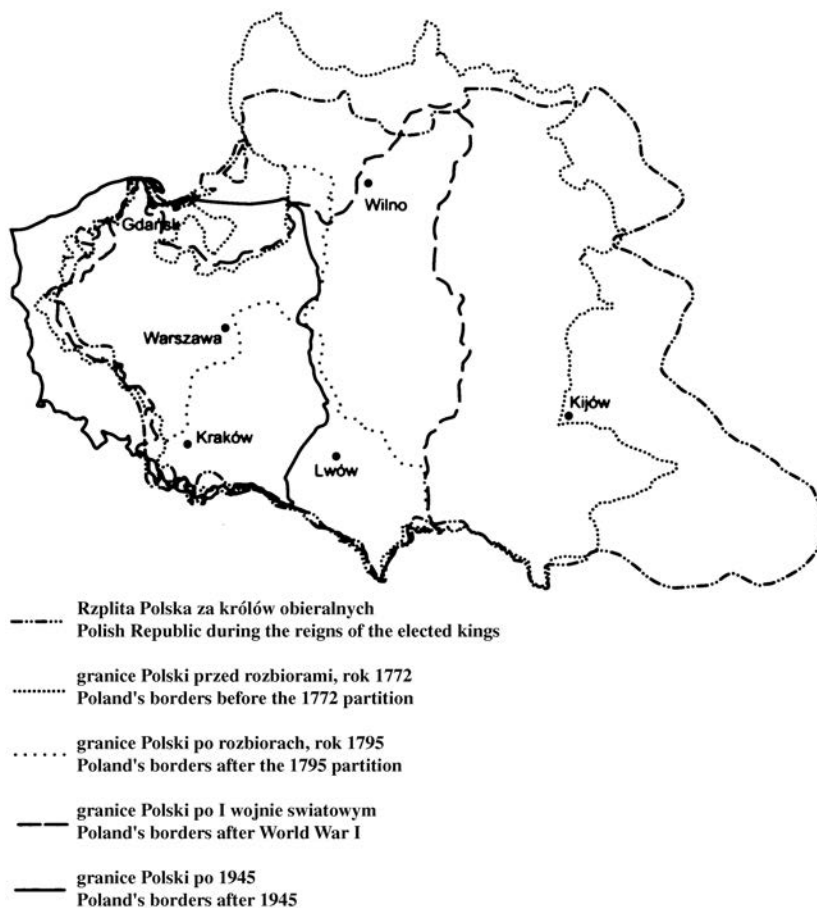 Gdańsk
Wilno
Warszawa
Kijów
Kraków
Lwów
Rzplita Polska za królów obieralnych
Polish Republic during the reigns of the elected kings
granice Polski przed rozbiorami, rok 1772
Poland's borders before the 1772 partition
granice Polski po rozbiorach, rok 1795
Poland's borders after the 1795 partition
granice Polski po I wojnie swiatowym
Poland's borders after World War I
granice Polski po 1945
Poland's borders after 1945